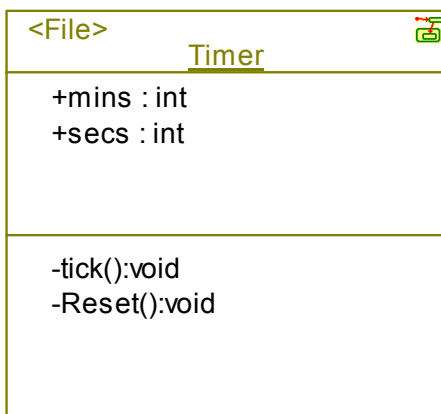 <File>
Timer
+mins : int
+secs : int
-tick():void
-Reset():void